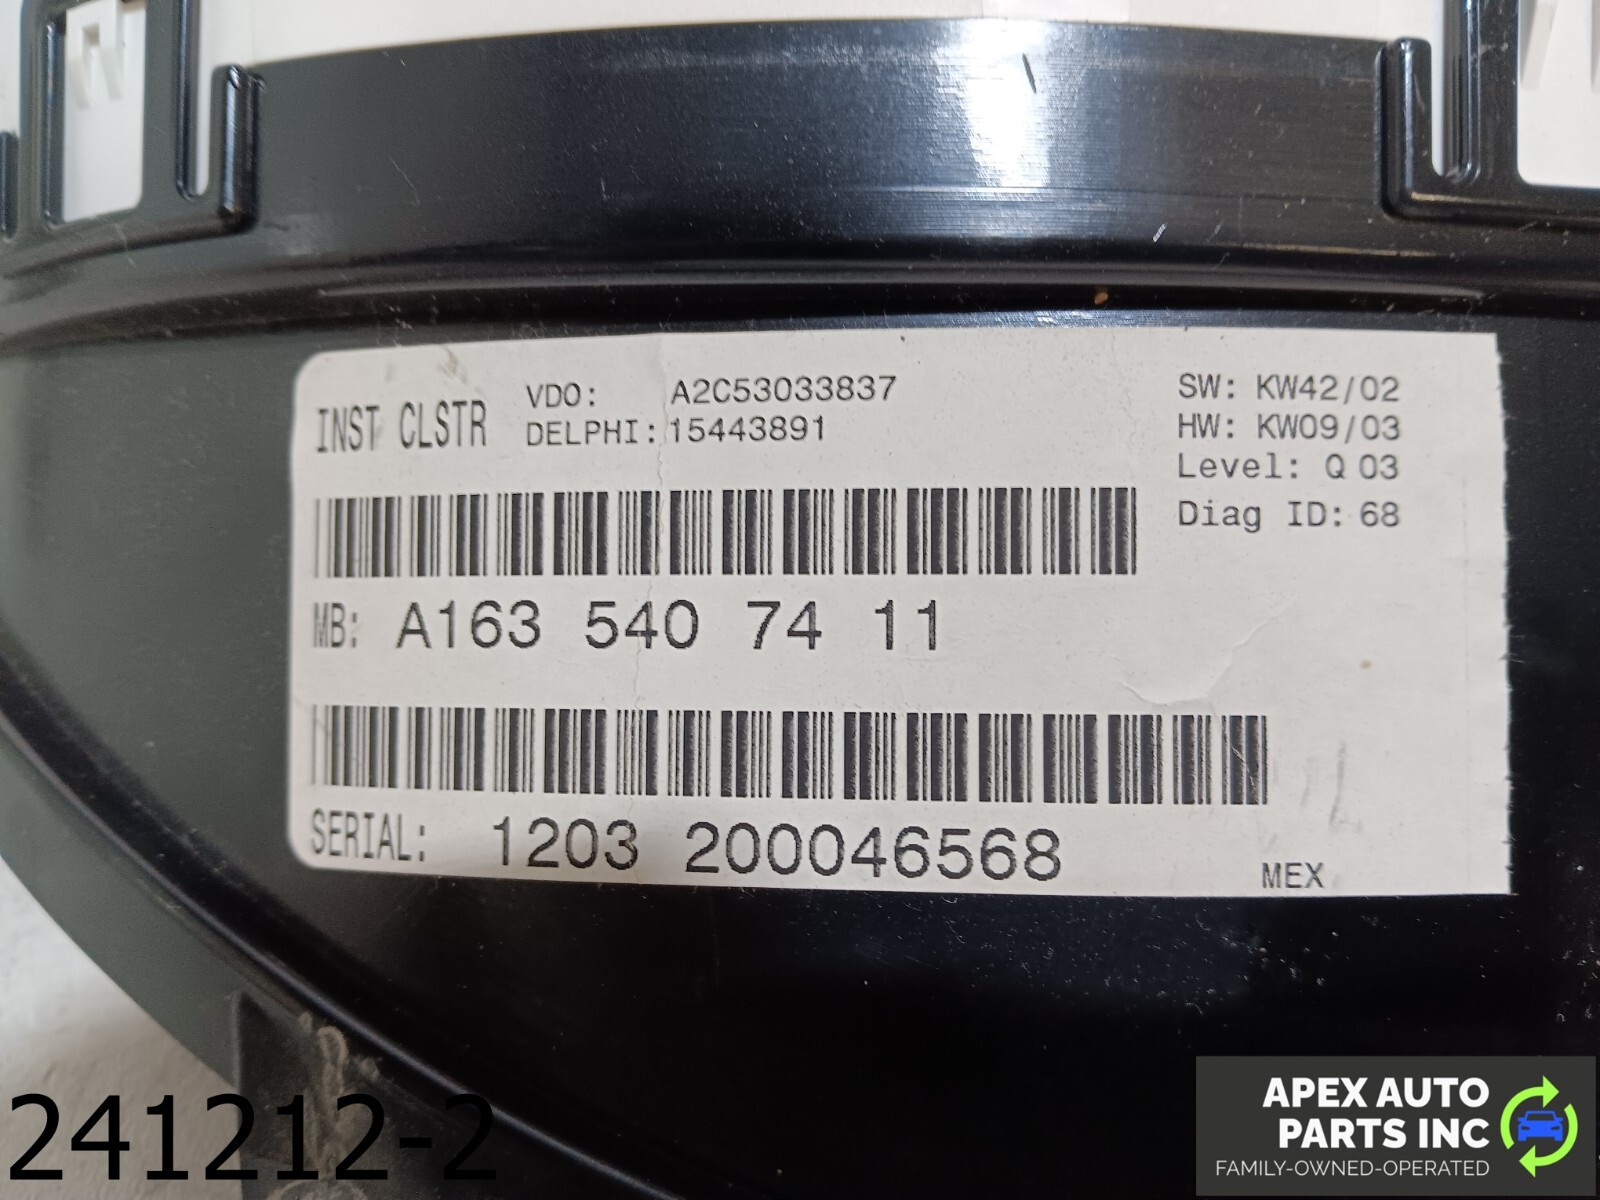 INST CLSTR
VDO: A2C53033837
DELPHI: 15443891
SW: KW42/02
HW: KW09/03
Level: Q 03
Diag ID: 68
MB: A163 540 74 11
SERIAL: 1203 200046568
MEX
241212-2
APEX AUTO
PARTS INC
FAMILY-OWNED-OPERATED